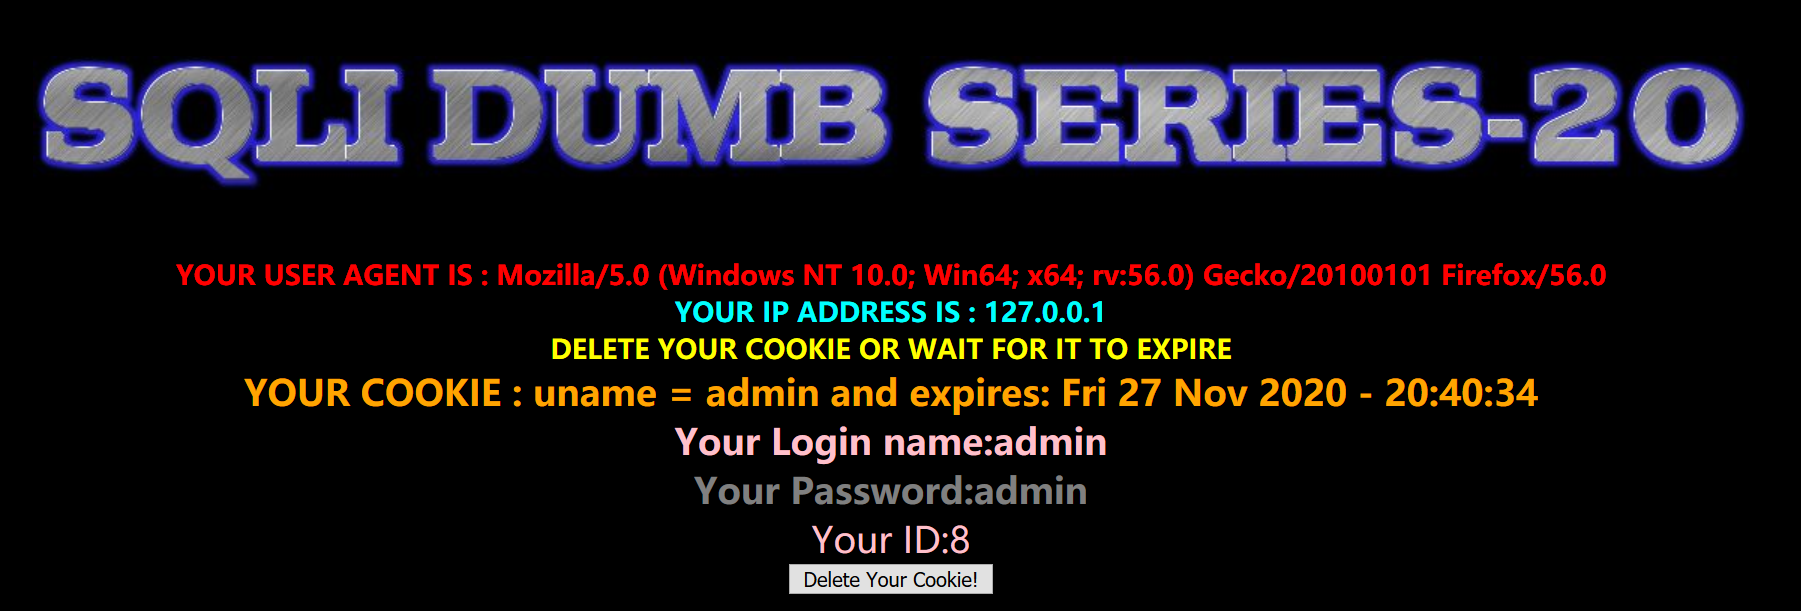 SQLI DUMB SERIES-20
YOUR USER AGENT IS : Mozilla/5.0 (Windows NT 10.0; Win64; x64; rv:56.0) Gecko/20100101 Firefox/56.0
YOUR IP ADDRESS IS : 127.0.0.1
DELETE YOUR COOKIE OR WAIT FOR IT TO EXPIRE
YOUR COOKIE : uname = admin and expires: Fri 27 Nov 2020 - 20:40:34
Your Login name:admin
Your Password:admin
Your ID:8
Delete Your Cookie!